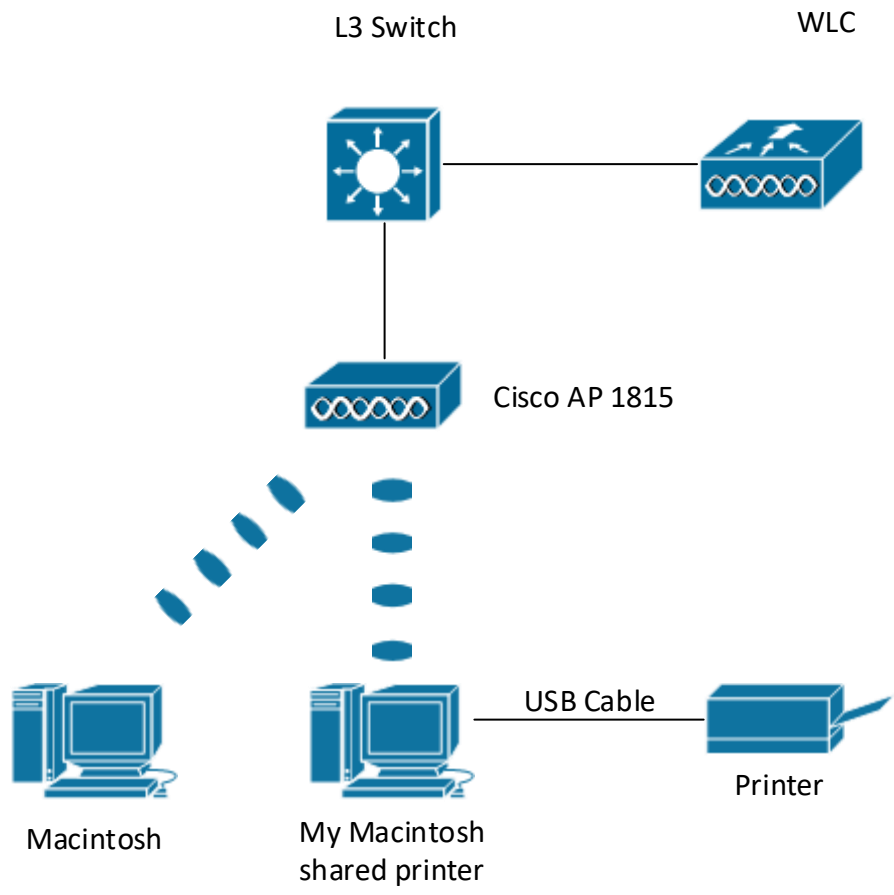 L3 Switch
WLC
Cisco AP 1815
USB Cable
Printer
Macintosh
My Macintosh
shared printer